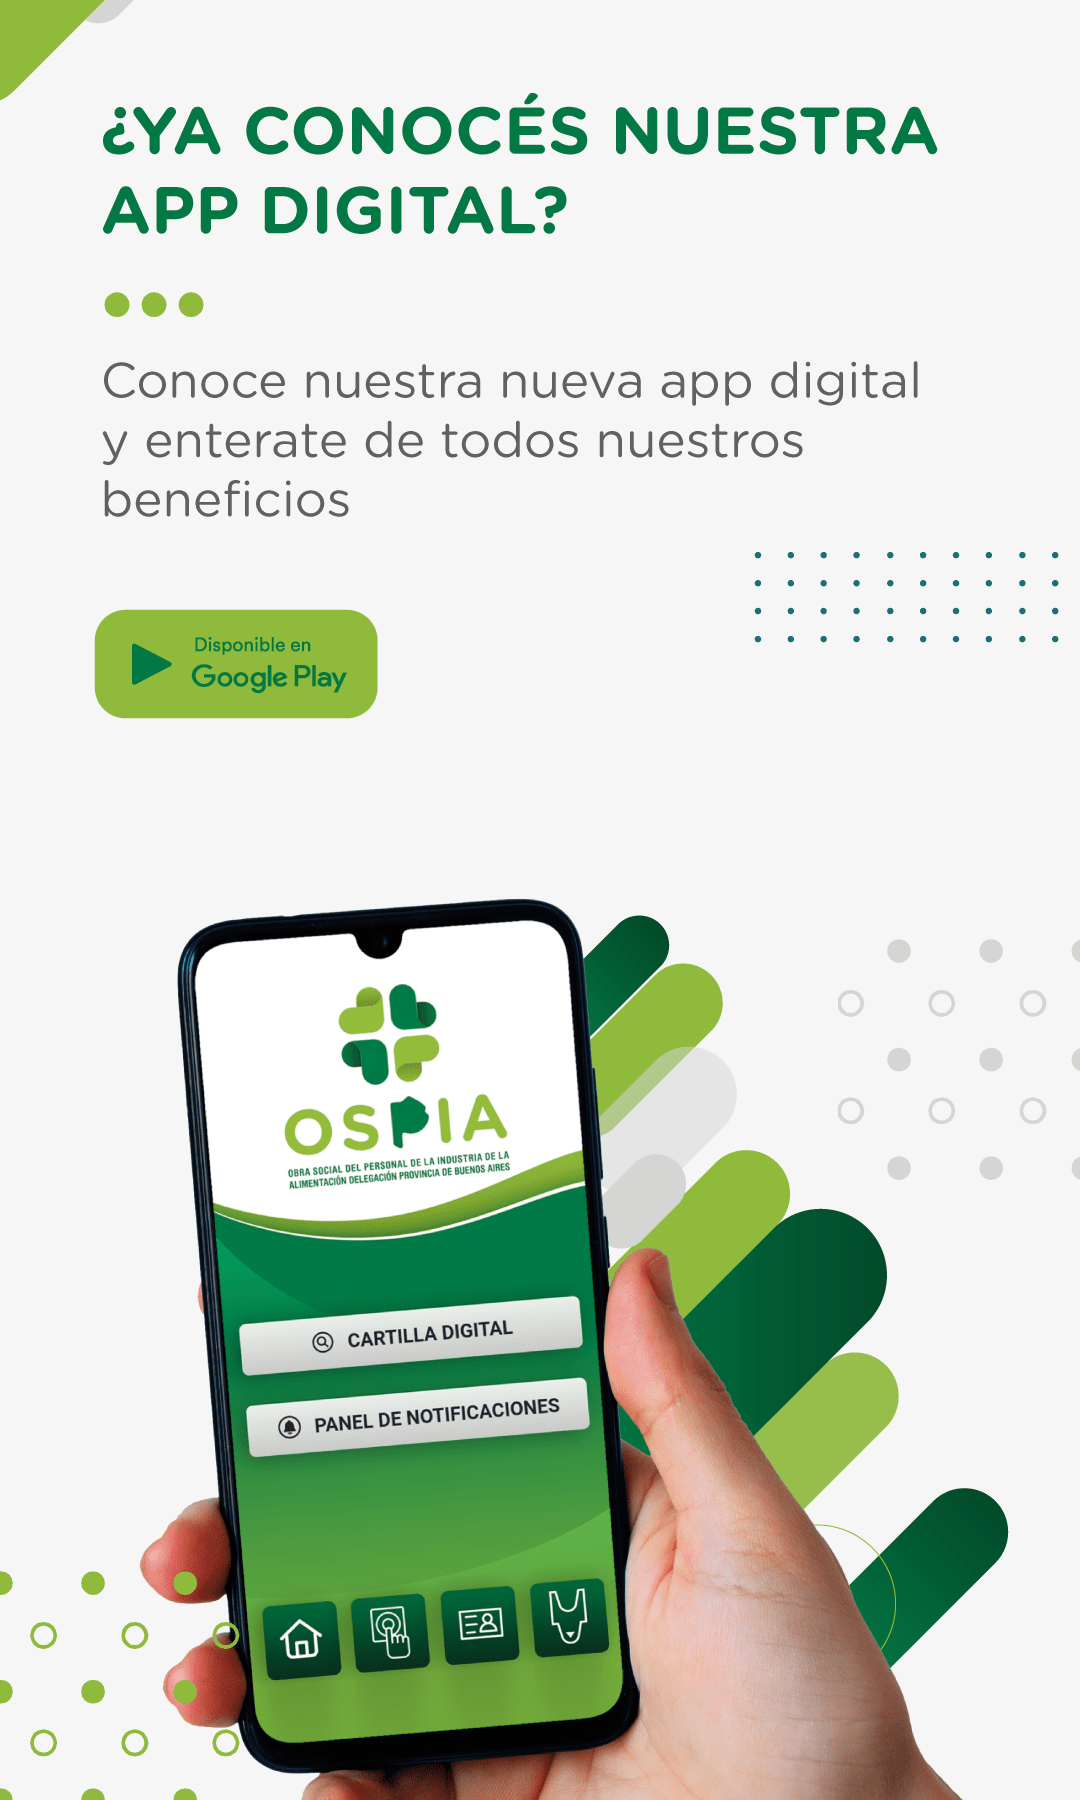 ¿YA CONOCÉS NUESTRA
APP DIGITAL?
Conoce nuestra nueva app digital
y enterate de todos nuestros
beneficios
Disponible en
Google Play
OSPIA
OBRA SOCIAL DEL PERSONAL DE LA INDUSTRIA DE LA
ALIMENTACIÓN DELEGACIÓN PROVINCIA DE BUENOS AIRES
CARTILLA DIGITAL
PANEL DE NOTIFICACIONES